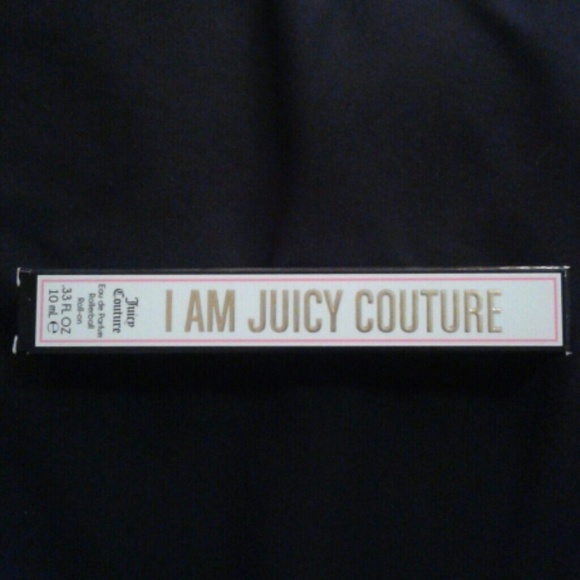 I AM JUICY COUTURE
Juicy
Couture
Eau de Parfum
Rollerball
Roll-on
.33 FL OZ
10 mL ℮